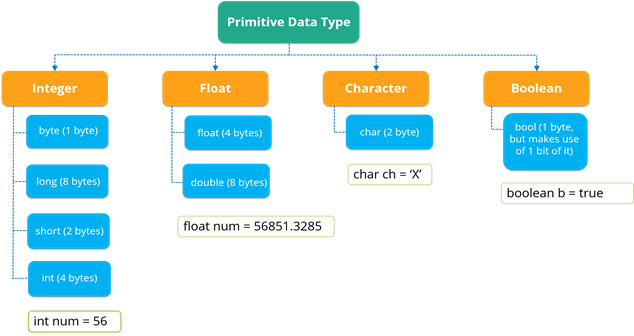 Primitive Data Type
Integer
Float
Character
Boolean
byte (1 byte)
long (8 bytes)
short (2 bytes)
int (4 bytes)
int num = 56
float (4 bytes)
double (8 bytes)
float num = 56851.3285
char (2 byte)
char ch = ‘X’
bool (1 byte,
but makes use
of 1 bit of it)
boolean b = true